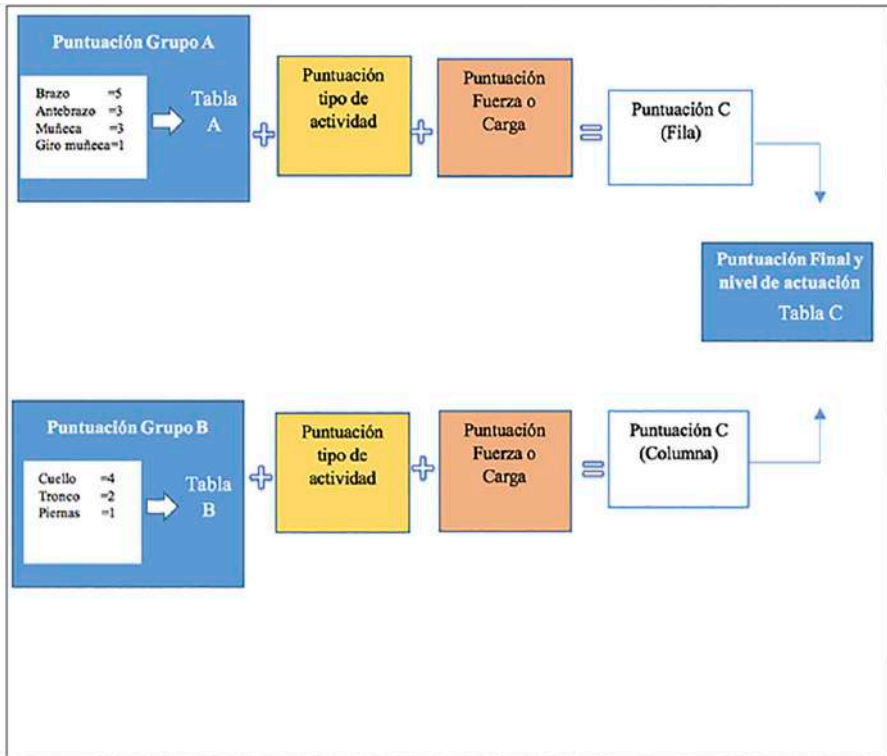 Puntuación Grupo A
Brazo =5
Antebrazo =3
Muñeca =3
Giro muñeca=1
Tabla
A
+
Puntuación
tipo de
actividad
+
Puntuación
Fuerza o
Carga
=
Puntuación C
(Fila)
Puntuación Final y
nivel de actuación
Tabla C
Puntuación Grupo B
Cuello =4
Tronco =2
Piernas =1
Tabla
B
+
Puntuación
tipo de
actividad
+
Puntuación
Fuerza o
Carga
=
Puntuación C
(Columna)